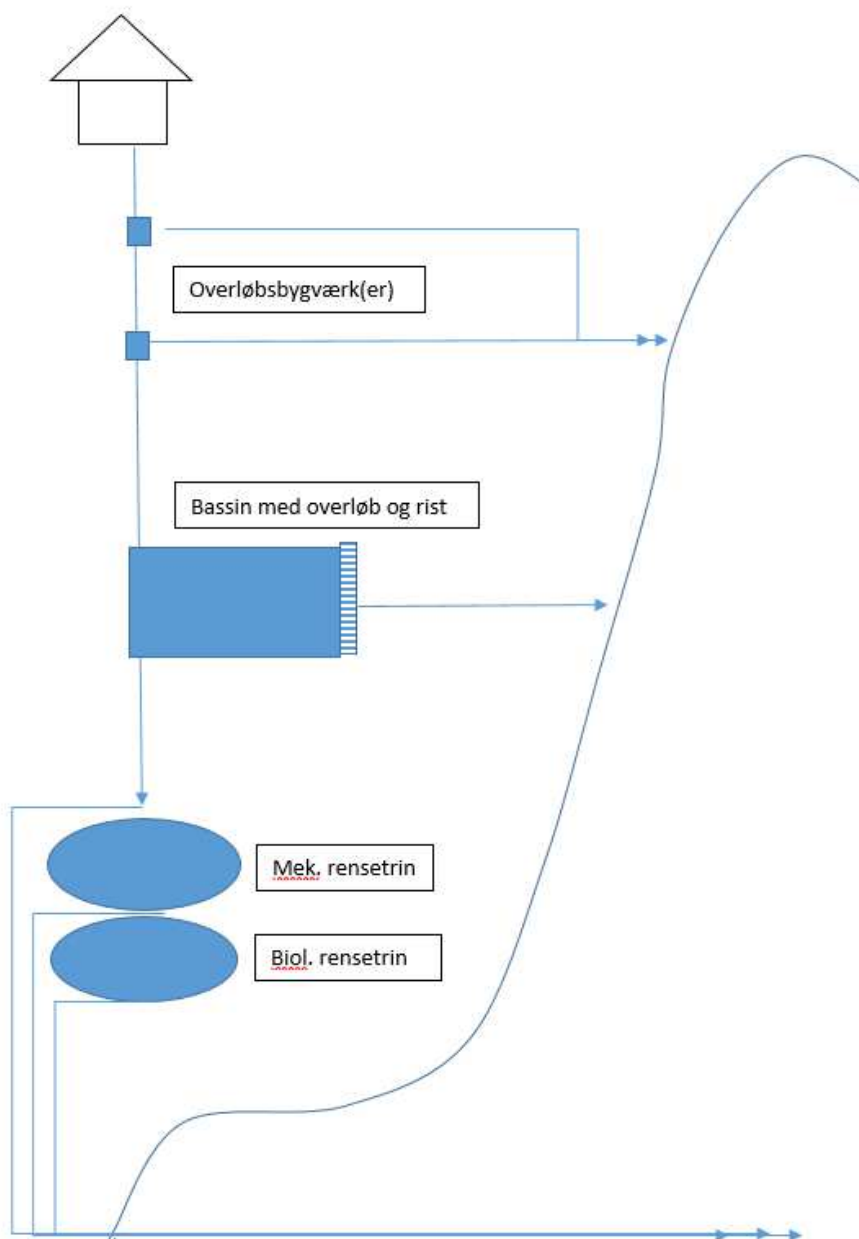 Overløbsbygværk(er)
Bassin med overløb og rist
Mek. rensetrin
Biol. rensetrin